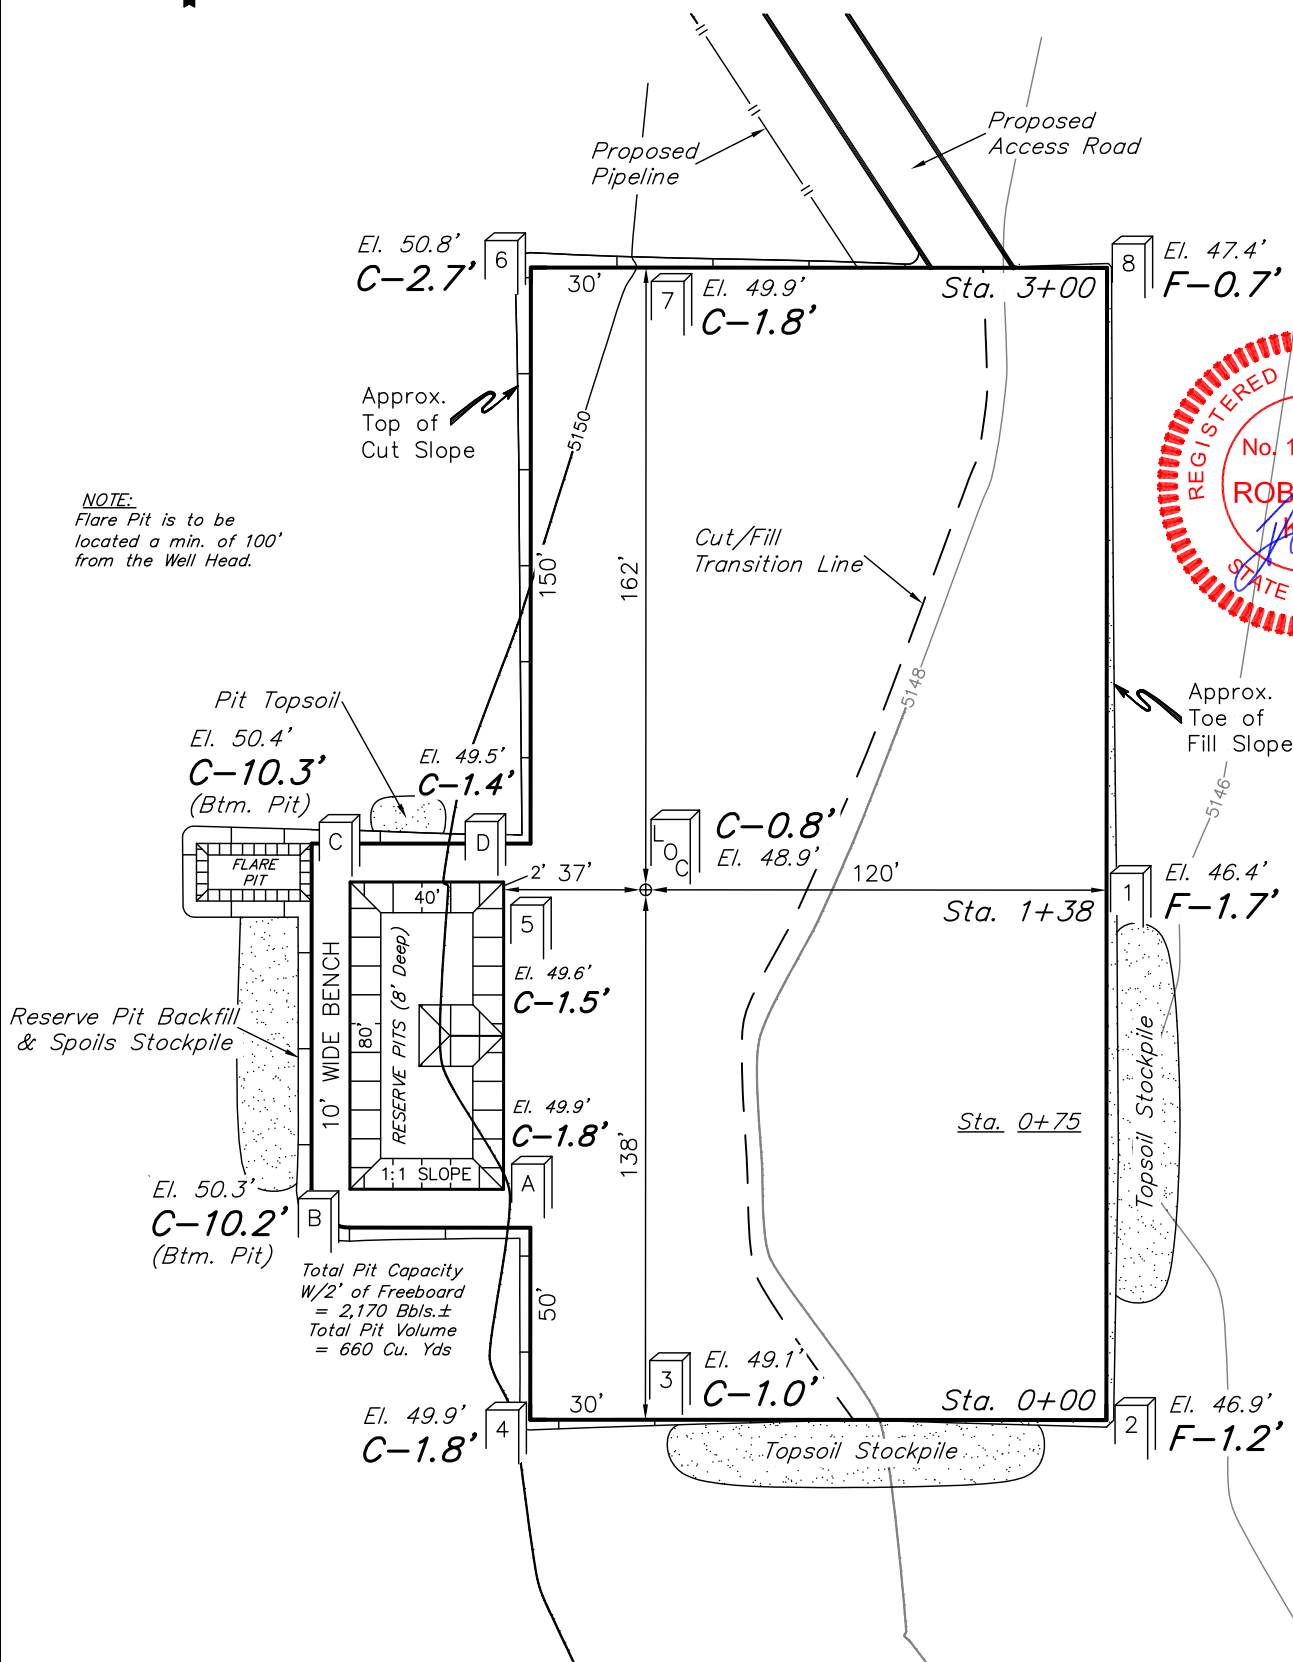 Proposed
Access Road
Proposed
Pipeline
El. 50.8'
C-2.7'
6
30'
7
El. 49.9'
C-1.8'
Sta. 3+00
8
El. 47.4'
F-0.7'
Approx.
Top of
Cut Slope
5150
REGISTERED
No. 1
ROB
STATE
NOTE:
Flare Pit is to be
located a min. of 100'
from the Well Head.
150'
162'
Cut/Fill
Transition Line
5148
Approx.
Toe of
Fill Slope
5146
Pit Topsoil
El. 50.4'
C-10.3'
(Btm. Pit)
El. 49.5'
C-1.4'
C
D
FLARE
PIT
LOC
C-0.8'
El. 48.9'
2'
37'
120'
40'
Sta. 1+38
1
El. 46.4'
F-1.7'
5
El. 49.6'
C-1.5'
10' WIDE BENCH
80'
RESERVE PITS (8' Deep)
Reserve Pit Backfill
& Spoils Stockpile
El. 49.9'
C-1.8'
A
1:1 SLOPE
138'
Sta. 0+75
Topsoil Stockpile
El. 50.3'
C-10.2'
(Btm. Pit)
B
Total Pit Capacity
W/2' of Freeboard
= 2,170 Bbls.±
Total Pit Volume
= 660 Cu. Yds
50'
3
El. 49.1'
C-1.0'
30'
Sta. 0+00
El. 49.9'
C-1.8'
4
2
El. 46.9'
F-1.2'
Topsoil Stockpile